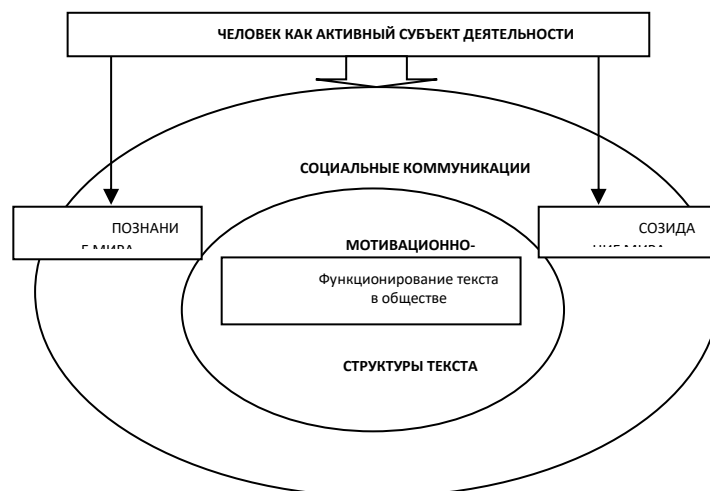 ЧЕЛОВЕК КАК АКТИВНЫЙ СУБЪЕКТ ДЕЯТЕЛЬНОСТИ
СОЦИАЛЬНЫЕ КОММУНИКАЦИИ
ПОЗНАНИ
СОЗИДА
МОТИВАЦИОННО-
Функционирование текста
в обществе
СТРУКТУРЫ ТЕКСТА